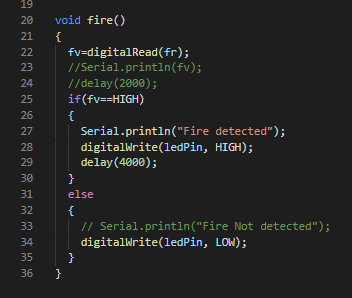 19
20 void fire()
21 {
22 fv=digitalRead(fr);
23 //Serial.println(fv);
24 //delay(2000);
25 if(fv==HIGH)
26 {
27 Serial.println("Fire detected");
28 digitalWrite(ledPin, HIGH);
29 delay(4000);
30 }
31 else
32 {
33 // Serial.println("Fire Not detected");
34 digitalWrite(ledPin, LOW);
35 }
36 }